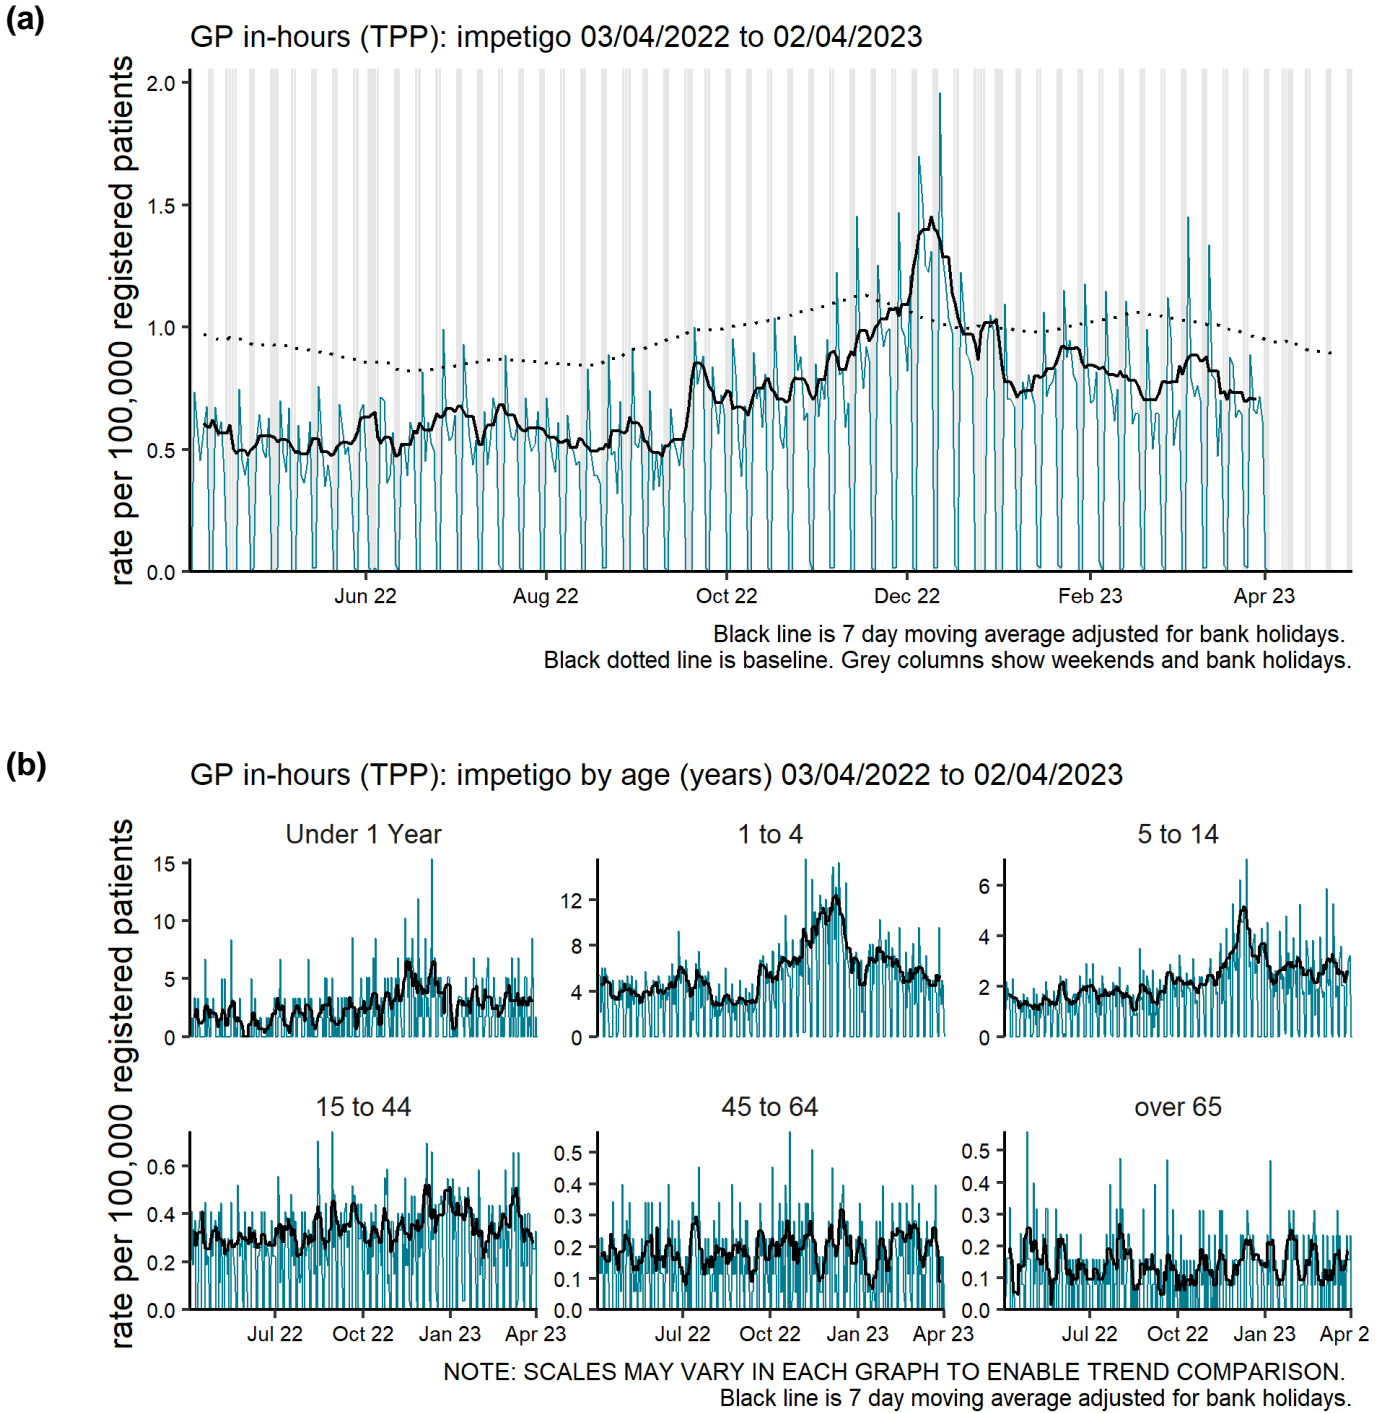 (a)
GP in-hours (TPP): impetigo 03/04/2022 to 02/04/2023
rate per 100,000 registered patients
2.0
1.5
1.0
0.5
0.0
Jun 22 Aug 22 Oct 22 Dec 22 Feb 23 Apr 23
Black line is 7 day moving average adjusted for bank holidays.
Black dotted line is baseline. Grey columns show weekends and bank holidays.
(b)
GP in-hours (TPP): impetigo by age (years) 03/04/2022 to 02/04/2023
rate per 100,000 registered patients
Under 1 Year
15
10
5
0
1 to 4
12
8
4
0
5 to 14
6
4
2
0
15 to 44
0.6
0.4
0.2
0.0
Jul 22 Oct 22 Jan 23 Apr 23
45 to 64
0.5
0.4
0.3
0.2
0.1
0.0
Jul 22 Oct 22 Jan 23 Apr 23
over 65
0.5
0.4
0.3
0.2
0.1
0.0
Jul 22 Oct 22 Jan 23 Apr 2
NOTE: SCALES MAY VARY IN EACH GRAPH TO ENABLE TREND COMPARISON.
Black line is 7 day moving average adjusted for bank holidays.